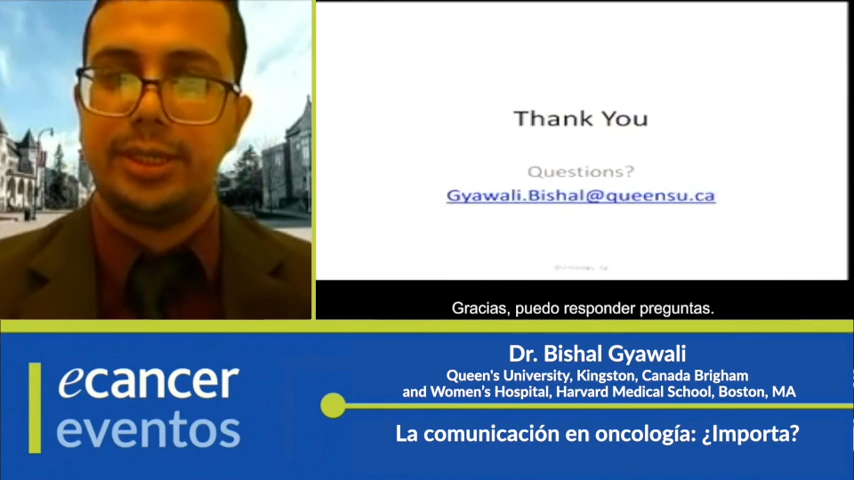 Thank You
Questions?
Gyawali.Bishal@queensu.ca
Gracias, puedo responder preguntas.
ecancer
eventos
Dr. Bishal Gyawali
Queen's University, Kingston, Canada Brigham
and Women's Hospital, Harvard Medical School, Boston, MA
La comunicación en oncología: ¿Importa?